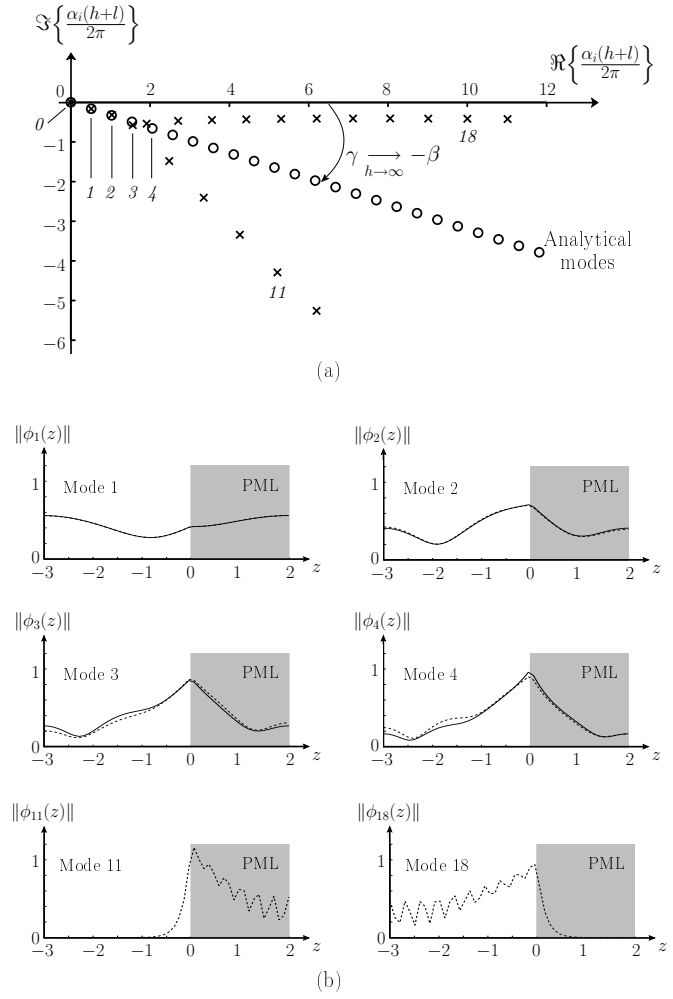 ℑ{α_i(h+l)/2π}
ℜ{α_i(h+l)/2π}
0 2 4 6 8 10 12
0
18
−1
γ → −β
h→∞
−2
1 2 3 4
−3
Analytical
modes
−4
11
−5
−6
(a)
‖ϕ1(z)‖ ‖ϕ2(z)‖
1 Mode 1 PML 1 Mode 2 PML
0 0
−3 −2 −1 0 1 2 z −3 −2 −1 0 1 2 z
‖ϕ3(z)‖ ‖ϕ4(z)‖
1 Mode 3 PML 1 Mode 4 PML
0 0
−3 −2 −1 0 1 2 z −3 −2 −1 0 1 2 z
‖ϕ11(z)‖ ‖ϕ18(z)‖
1 Mode 11 PML 1 Mode 18 PML
0 0
−3 −2 −1 0 1 2 z −3 −2 −1 0 1 2 z
(b)